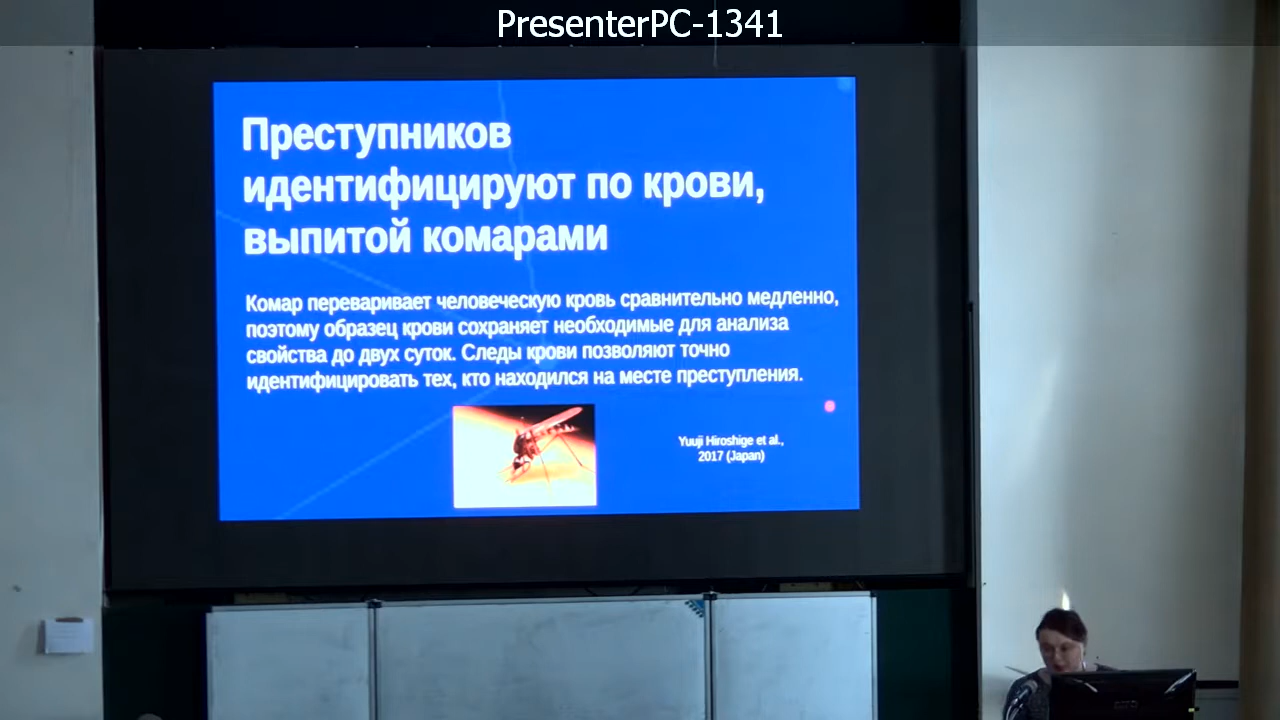 PresenterPC-1341
Преступников
идентифицируют по крови,
выпитой комарами
Комар переваривает человеческую кровь сравнительно медленно,
поэтому образец крови сохраняет необходимые для анализа
свойства до двух суток. Следы крови позволяют точно
идентифицировать тех, кто находился на месте преступления.
Yuuji Hiroshige et al.,
2017 (Japan)